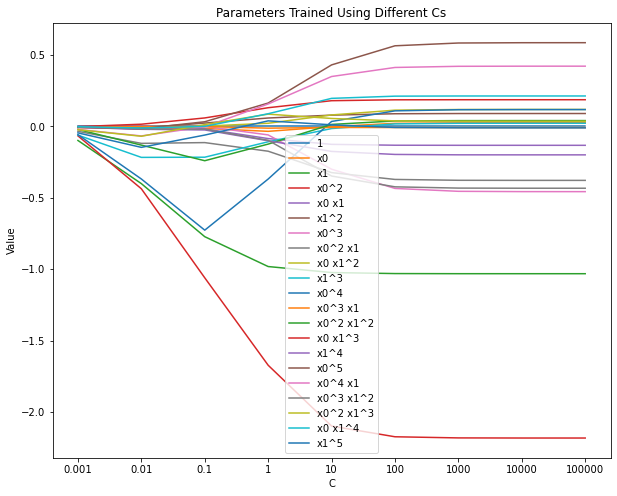 Parameters Trained Using Different Cs
Value
0.5
0.0
−0.5
−1.0
−1.5
−2.0
1
x0
x1
x0^2
x0 x1
x1^2
x0^3
x0^2 x1
x0 x1^2
x1^3
x0^4
x0^3 x1
x0^2 x1^2
x0 x1^3
x1^4
x0^5
x0^4 x1
x0^3 x1^2
x0^2 x1^3
x0 x1^4
x1^5
0.001 0.01 0.1 1 10 100 1000 10000 100000
C